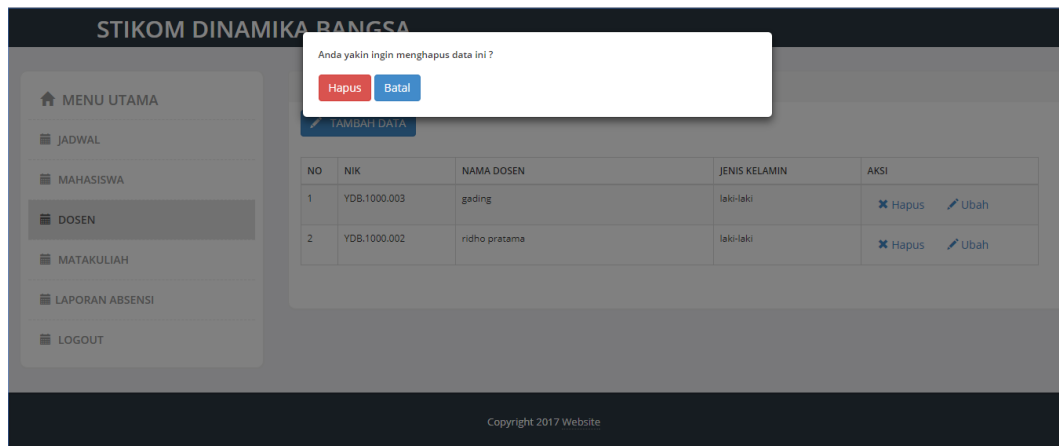 STIKOM DINAMIKA BANGSA
Anda yakin ingin menghapus data ini ?
Hapus Batal
MENU UTAMA
JADWAL
MAHASISWA
DOSEN
MATAKULIAH
LAPORAN ABSENSI
LOGOUT
TAMBAH DATA
NO NIK NAMA DOSEN JENIS KELAMIN AKSI
1 YDB.1000.003 gading laki-laki Hapus Ubah
2 YDB.1000.002 ridho pratama laki-laki Hapus Ubah
Copyright 2017 Website